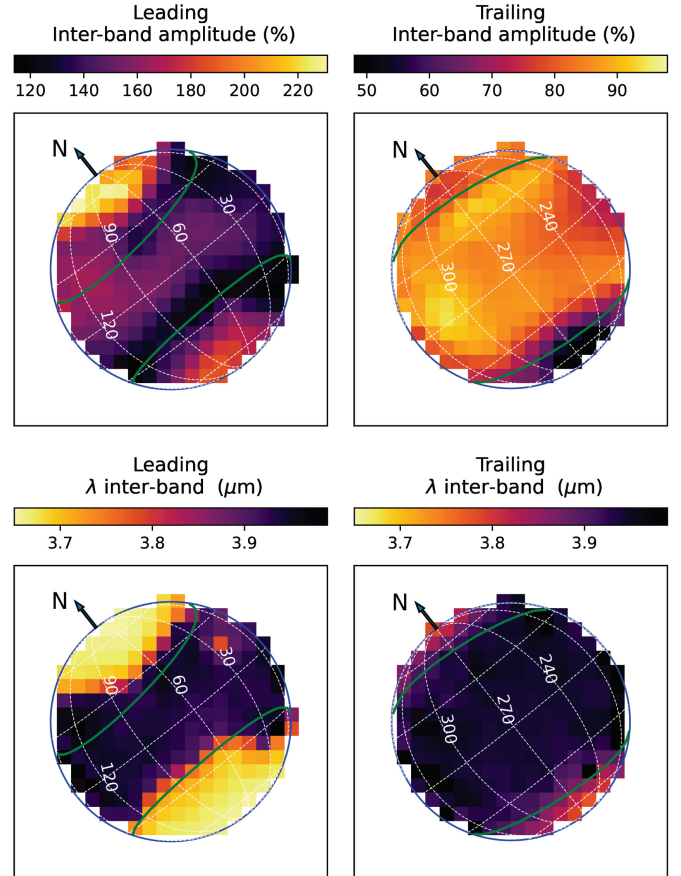 Leading
Inter-band amplitude (%)
120 140 160 180 200 220
N
30
60
90
120
Trailing
Inter-band amplitude (%)
50 60 70 80 90
N
240
270
300
Leading
λ inter-band (μm)
3.7 3.8 3.9
N
30
60
90
120
Trailing
λ inter-band (μm)
3.7 3.8 3.9
N
240
270
300